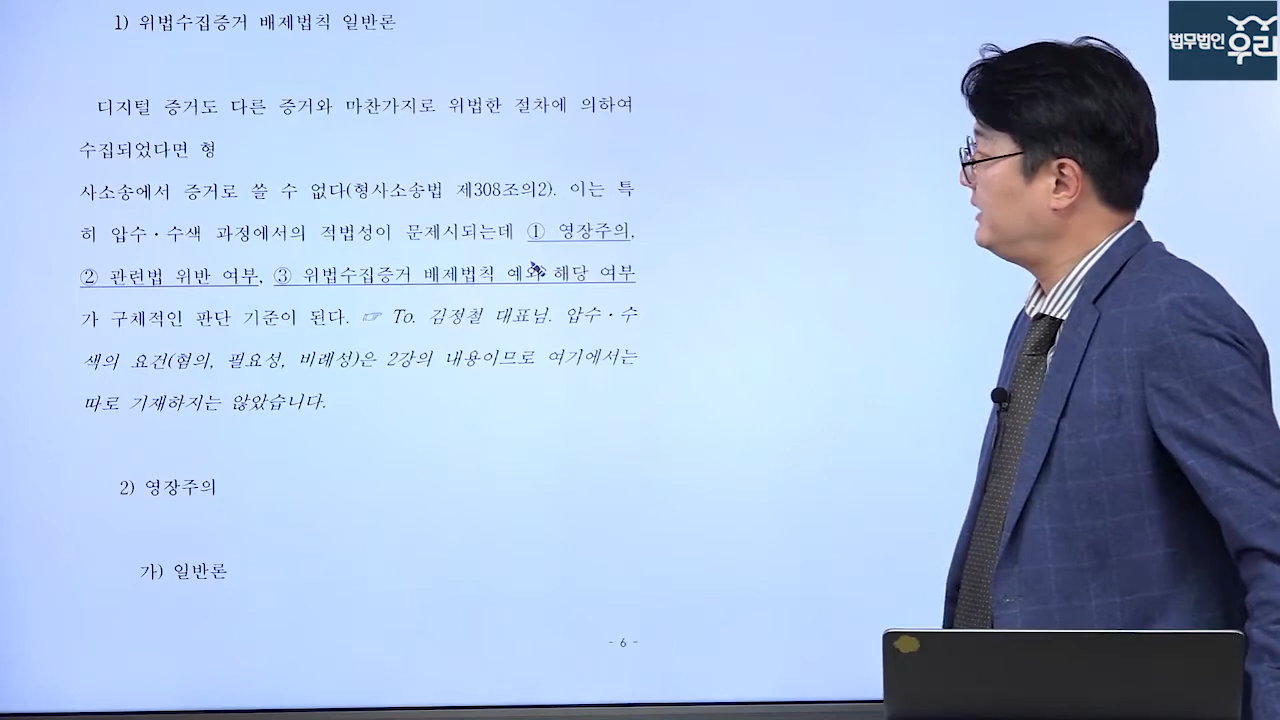 1) 위법수집증거 배제법칙 일반론
디지털 증거도 다른 증거와 마찬가지로 위법한 절차에 의하여
수집되었다면 형
사소송에서 증거로 쓸 수 없다(형사소송법 제308조의2). 이는 특
히 압수·수색 과정에서의 적법성이 문제시되는데 ① 영장주의,
② 관련법 위반 여부, ③ 위법수집증거 배제법칙 예외 해당 여부
가 구체적인 판단 기준이 된다. ☞ To. 김정철 대표님. 압수·수
색의 요건(혐의, 필요성, 비례성)은 2강의 내용이므로 여기에서는
따로 기재하지는 않았습니다.
2) 영장주의
가) 일반론
- 6 -
법무법인 우리